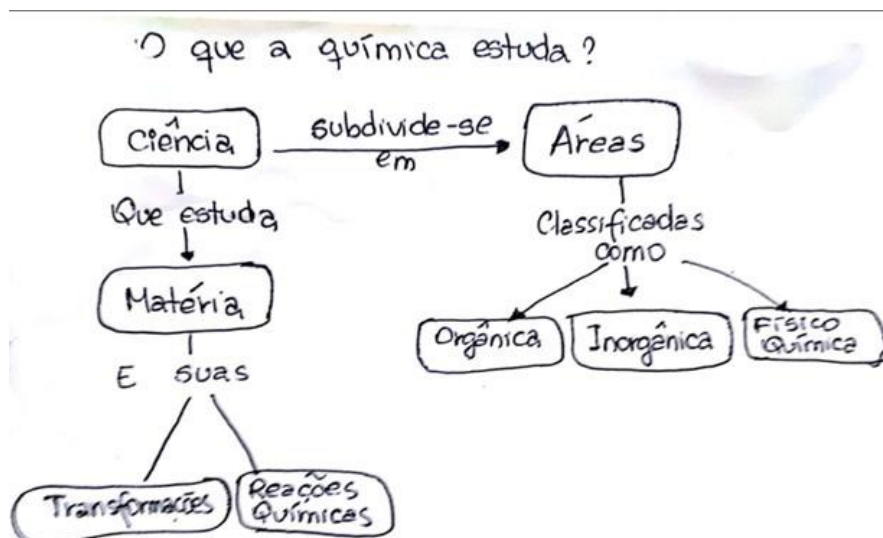 O que a química estuda?
Ciência
subdivide-se
em
Áreas
Que estuda
Classificadas
como
Matéria
Orgânica
Inorgânica
Físico
Química
E suas
Transformações
Reações
Químicas